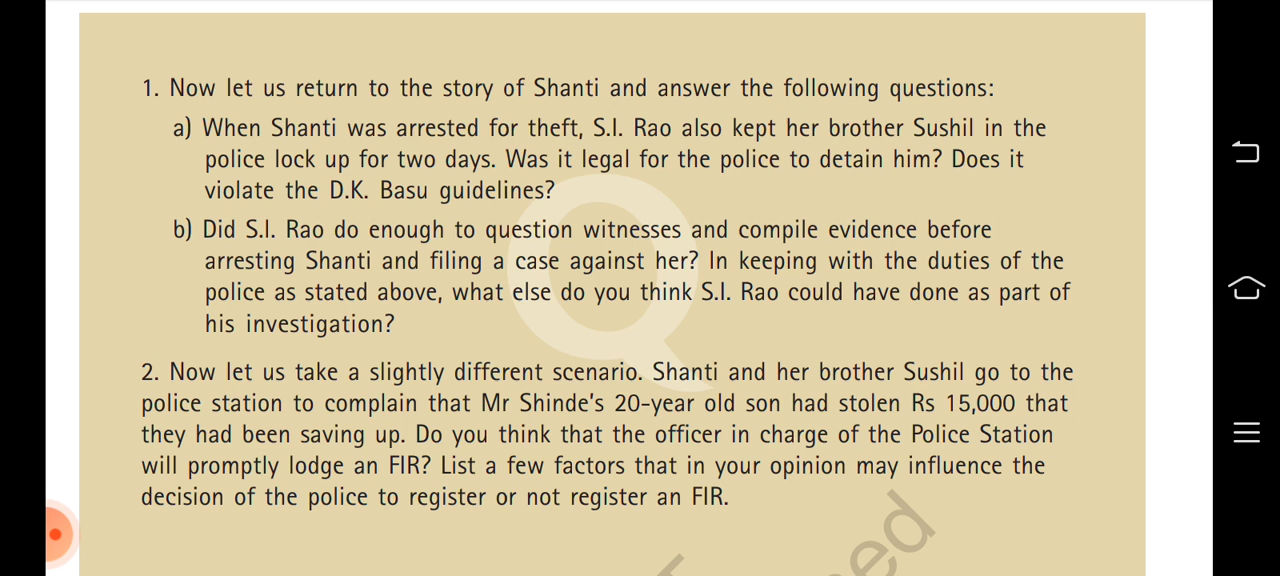 1. Now let us return to the story of Shanti and answer the following questions:
a) When Shanti was arrested for theft, S.I. Rao also kept her brother Sushil in the
police lock up for two days. Was it legal for the police to detain him? Does it
violate the D.K. Basu guidelines?
b) Did S.I. Rao do enough to question witnesses and compile evidence before
arresting Shanti and filing a case against her? In keeping with the duties of the
police as stated above, what else do you think S.I. Rao could have done as part of
his investigation?
2. Now let us take a slightly different scenario. Shanti and her brother Sushil go to the
police station to complain that Mr Shinde's 20-year old son had stolen Rs 15,000 that
they had been saving up. Do you think that the officer in charge of the Police Station
will promptly lodge an FIR? List a few factors that in your opinion may influence the
decision of the police to register or not register an FIR.
Q
ed